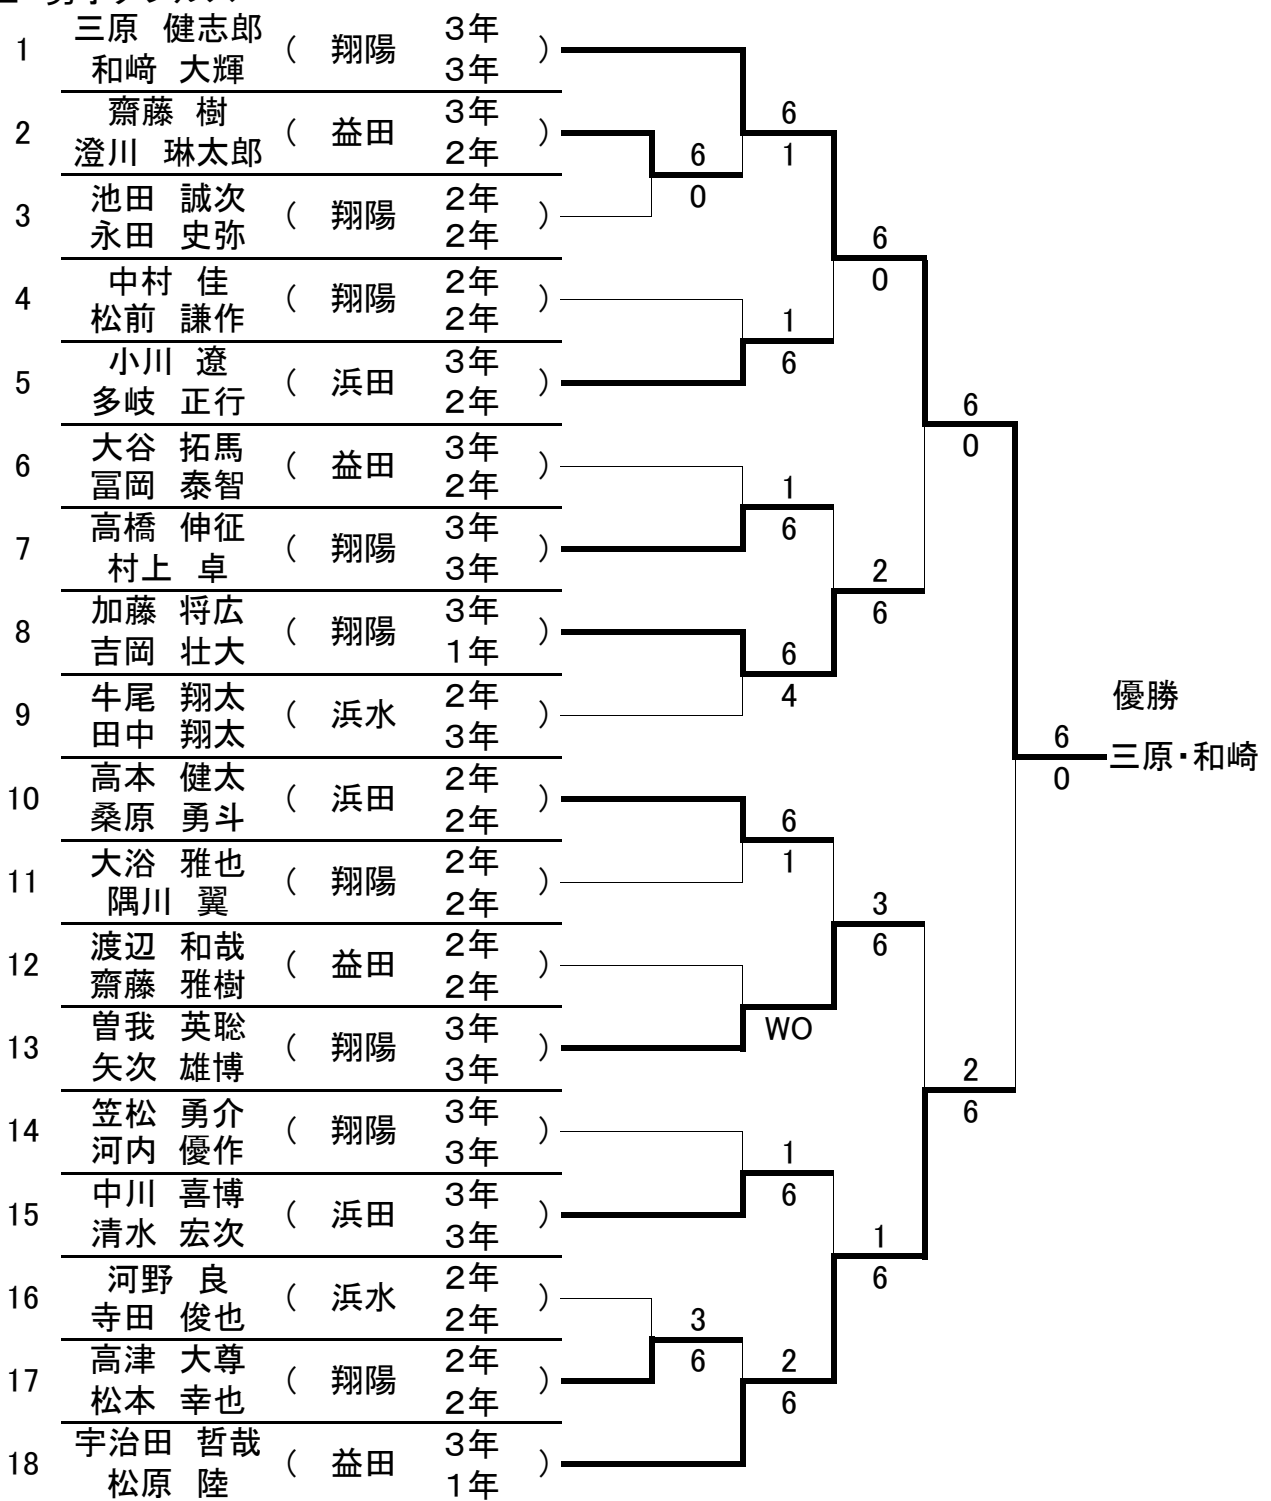 1 三原 健志郎 ( 翔陽 3年 )
和﨑 大輝 3年
2 齋藤 樹 ( 益田 3年 )
澄川 琳太郎 2年
3 池田 誠次 ( 翔陽 2年 )
永田 史弥 2年
4 中村 佳 ( 翔陽 2年 )
松前 謙作 2年
5 小川 遼 ( 浜田 3年 )
多岐 正行 2年
6 大谷 拓馬 ( 益田 3年 )
冨岡 泰智 2年
7 高橋 伸征 ( 翔陽 3年 )
村上 卓 3年
8 加藤 将広 ( 翔陽 3年 )
吉岡 壮大 1年
9 牛尾 翔太 ( 浜水 2年 )
田中 翔太 3年
10 高本 健太 ( 浜田 2年 )
桑原 勇斗 2年
11 大浴 雅也 ( 翔陽 2年 )
隅川 翼 2年
12 渡辺 和哉 ( 益田 2年 )
齋藤 雅樹 2年
13 曽我 英聡 ( 翔陽 3年 )
矢次 雄博 3年
14 笠松 勇介 ( 翔陽 3年 )
河内 優作 3年
15 中川 喜博 ( 浜田 3年 )
清水 宏次 3年
16 河野 良 ( 浜水 2年 )
寺田 俊也 2年
17 高津 大尊 ( 翔陽 2年 )
松本 幸也 2年
18 宇治田 哲哉 ( 益田 3年 )
松原 陸 1年
6
0
3
6
6
1
1
6
1
6
6
4
6
1
WO
1
6
2
6
6
0
2
6
3
6
1
6
6
0
2
6
6
0
優勝
三原・和崎